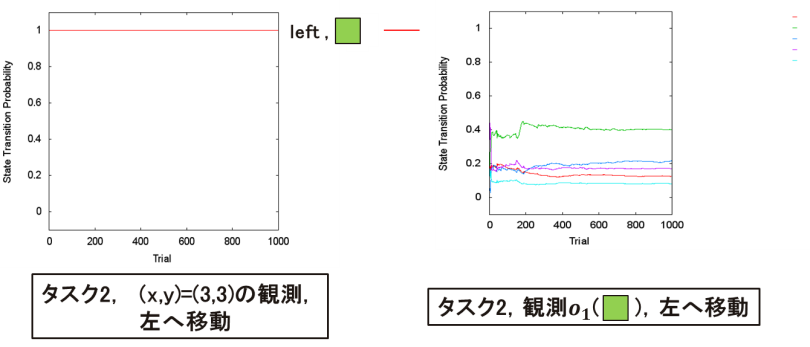 1
0.8
0.6
0.4
0.2
0
State Transition Probability
0 200 400 600 800 1000
Trial
left ,
1
0.8
0.6
0.4
0.2
0
State Transition Probability
0 200 400 600 800 1000
Trial
タスク2, (x,y)=(3,3)の観測,
左へ移動
タスク2, 観測o₁( ), 左へ移動